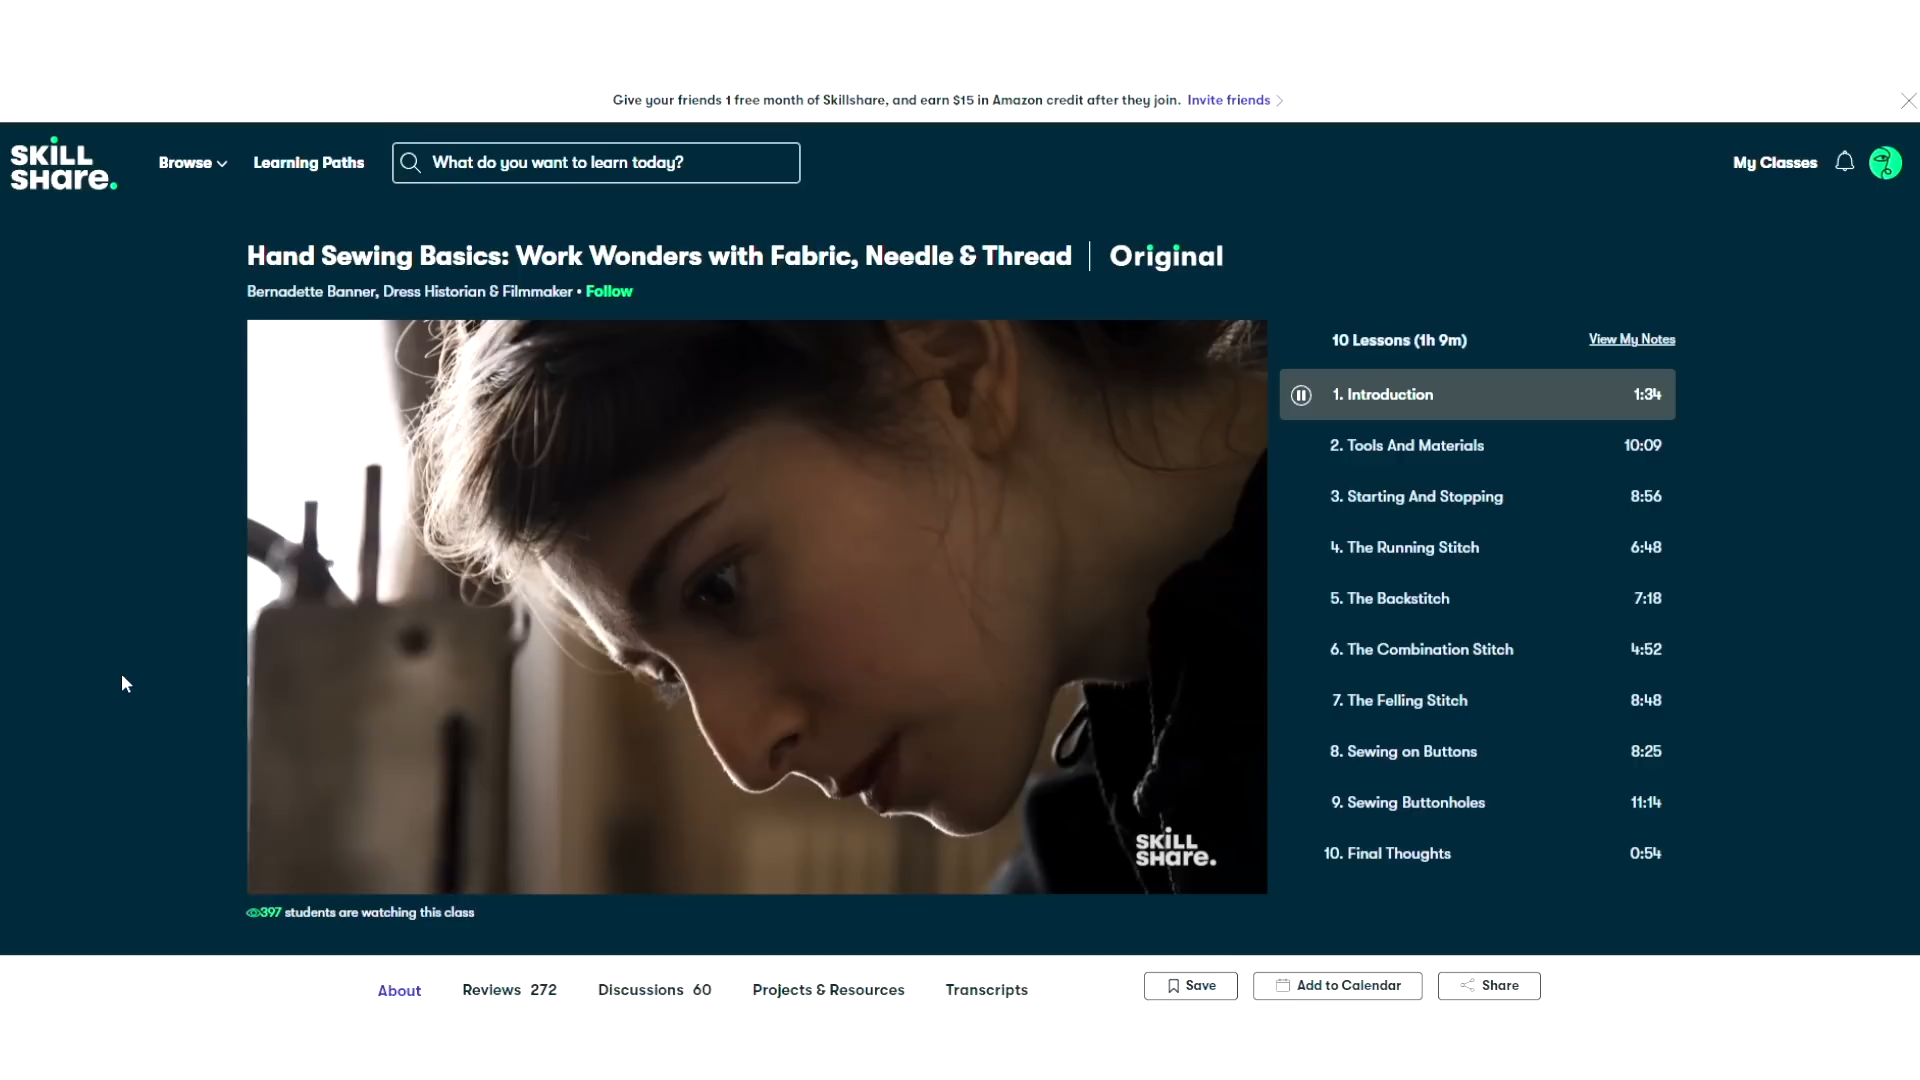 Give your friends 1 free month of Skillshare, and earn $15 in Amazon credit after they join. Invite friends
SKILL
SHARE.
Browse
Learning Paths
What do you want to learn today?
My Classes
Hand Sewing Basics: Work Wonders with Fabric, Needle & Thread | Original
Bernadette Banner, Dress Historian & Filmmaker • Follow
10 Lessons (1h 9m)
View My Notes
1. Introduction 1:34
2. Tools And Materials 10:09
3. Starting And Stopping 8:56
4. The Running Stitch 6:48
5. The Backstitch 7:18
6. The Combination Stitch 4:52
7. The Felling Stitch 8:48
8. Sewing on Buttons 8:25
9. Sewing Buttonholes 11:14
10. Final Thoughts 0:54
SKILL
SHARE.
397 students are watching this class
About
Reviews 272
Discussions 60
Projects & Resources
Transcripts
Save
Add to Calendar
Share